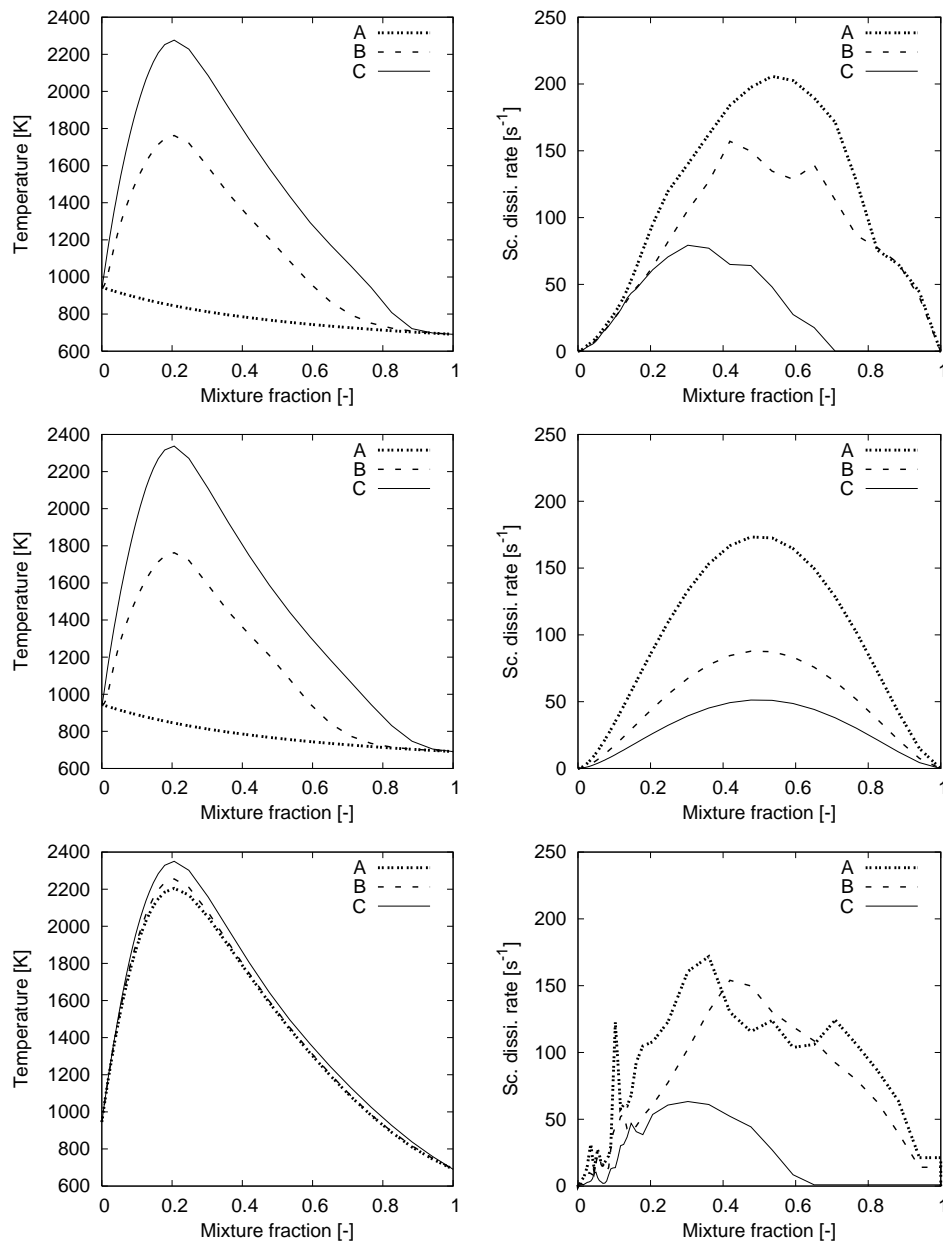 2400
2200
2000
1800
1600
1400
1200
1000
800
600
0
0.2
0.4
0.6
0.8
1
Temperature [K]
Mixture fraction [-]
A
B
C
250
200
150
100
50
0
0
0.2
0.4
0.6
0.8
1
Sc. dissi. rate [s⁻¹]
Mixture fraction [-]
A
B
C
2400
2200
2000
1800
1600
1400
1200
1000
800
600
0
0.2
0.4
0.6
0.8
1
Temperature [K]
Mixture fraction [-]
A
B
C
250
200
150
100
50
0
0
0.2
0.4
0.6
0.8
1
Sc. dissi. rate [s⁻¹]
Mixture fraction [-]
A
B
C
2400
2200
2000
1800
1600
1400
1200
1000
800
600
0
0.2
0.4
0.6
0.8
1
Temperature [K]
Mixture fraction [-]
A
B
C
250
200
150
100
50
0
0
0.2
0.4
0.6
0.8
1
Sc. dissi. rate [s⁻¹]
Mixture fraction [-]
A
B
C